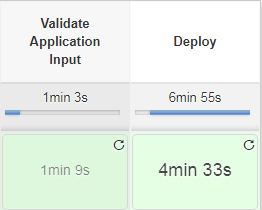 Validate
Application
Input
Deploy
1min 3s
6min 55s
1min 9s
4min 33s